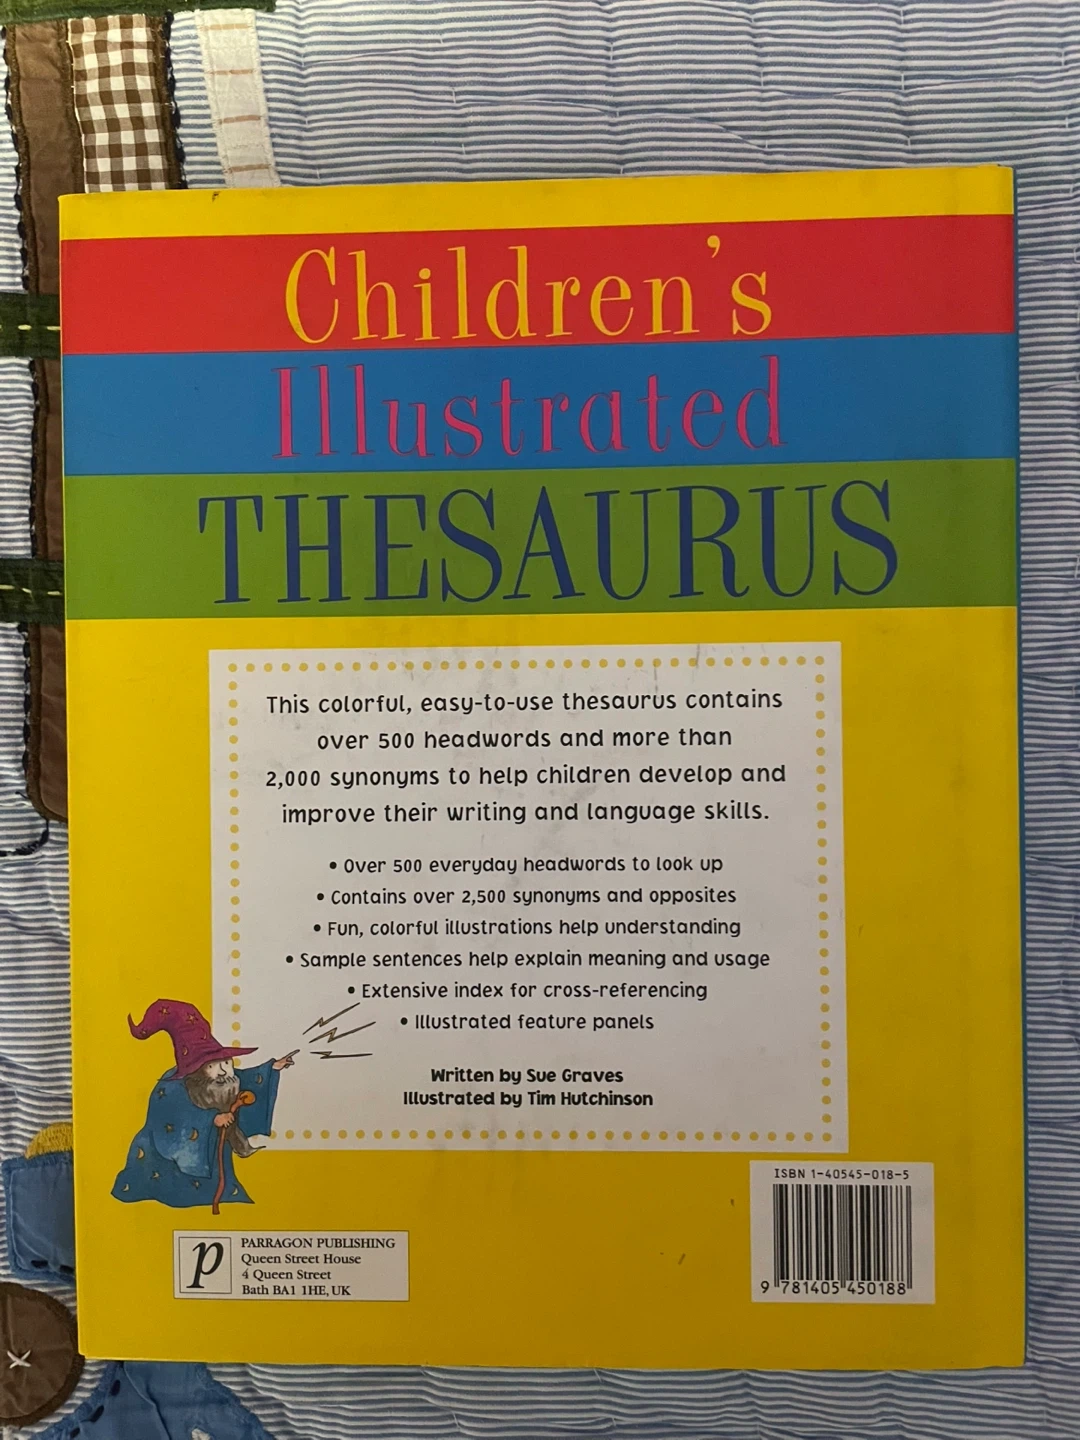 Children's
Illustrated
THESAURUS
This colorful, easy-to-use thesaurus contains
over 500 headwords and more than
2,000 synonyms to help children develop and
improve their writing and language skills.
• Over 500 everyday headwords to look up
• Contains over 2,500 synonyms and opposites
• Fun, colorful illustrations help understanding
• Sample sentences help explain meaning and usage
• Extensive index for cross-referencing
• Illustrated feature panels
Written by Sue Graves
Illustrated by Tim Hutchinson
ISBN 1-40545-018-5
9 781405 450188
p
PARRAGON PUBLISHING
Queen Street House
4 Queen Street
Bath BA1 1HE, UK